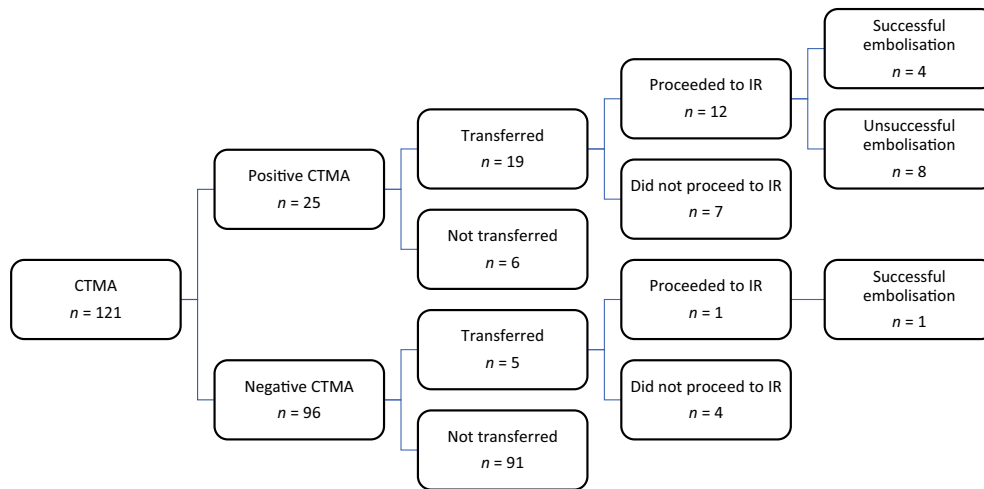 CTMA
n = 121
Positive CTMA
n = 25
Transferred
n = 19
Proceeded to IR
n = 12
Successful
embolisation
n = 4
Unsuccessful
embolisation
n = 8
Did not proceed to IR
n = 7
Not transferred
n = 6
Negative CTMA
n = 96
Transferred
n = 5
Proceeded to IR
n = 1
Successful
embolisation
n = 1
Did not proceed to IR
n = 4
Not transferred
n = 91